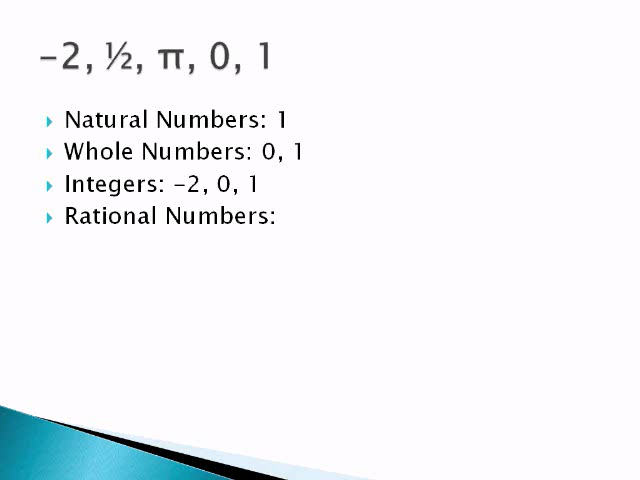 -2, ½, π, 0, 1
Natural Numbers: 1
Whole Numbers: 0, 1
Integers: -2, 0, 1
Rational Numbers: